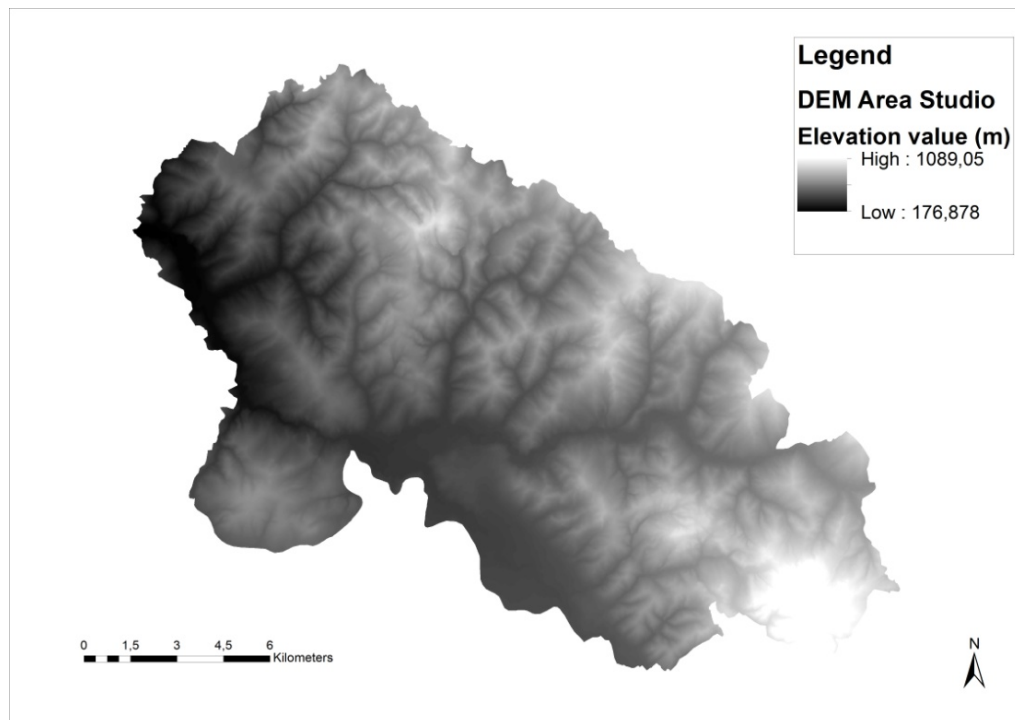 Legend
DEM Area Studio
Elevation value (m)
High : 1089,05
Low : 176,878
0 1,5 3 4,5 6
Kilometers
N